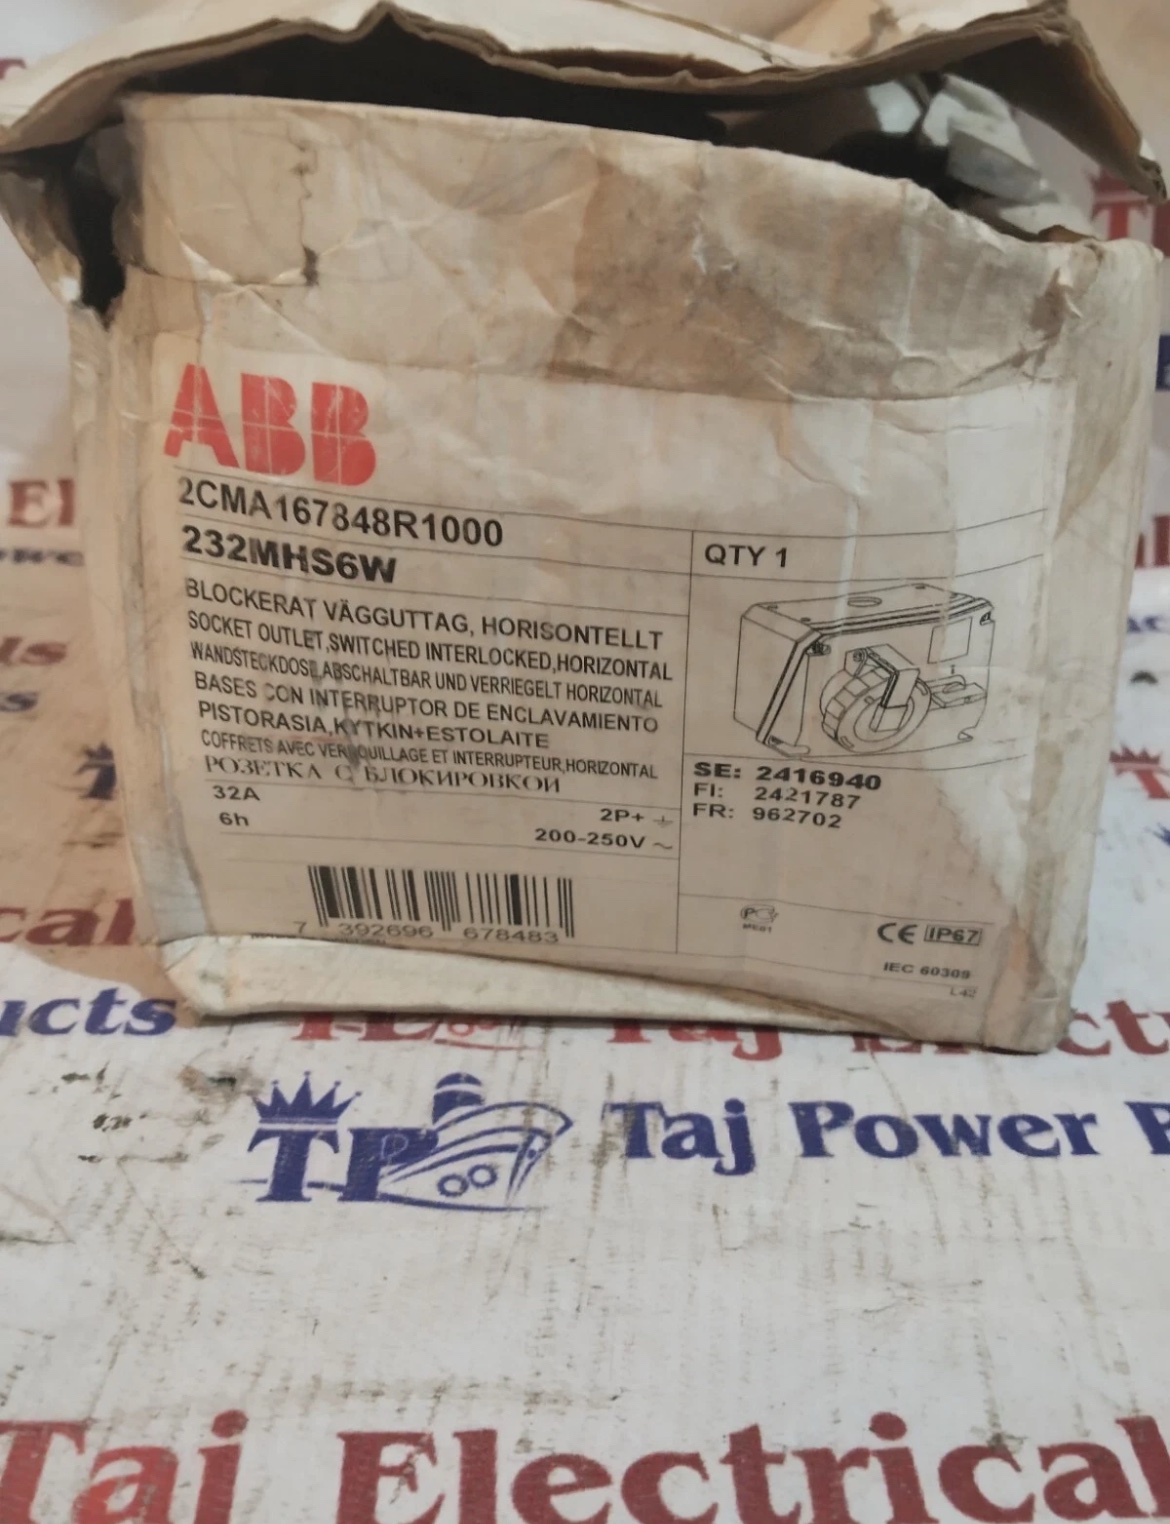 ABB
2CMA167848R1000
232MHS6W
QTY 1
BLOCKERAT VÄGGUTTAG, HORISONTELLT
SOCKET OUTLET,SWITCHED INTERLOCKED,HORIZONTAL
WANDSTECKDOSE,ABSCHALTBAR UND VERRIEGELT HORIZONTAL
BASES CON INTERRUPTOR DE ENCLAVAMIENTO
PISTORASIA,KYTKIN+ESTOLAITE
COFFRETS AVEC VERROUILLAGE ET INTERRUPTEUR,HORIZONTAL
РОЗЕТКА С БЛОКИРОВКОЙ
32A
2P+
6h
200-250V ~
SE: 2416940
FI: 2421787
FR: 962702
7 392696 678483
CE IP67
IEC 60309
L-42
TP Taj Power
Taj Electrical